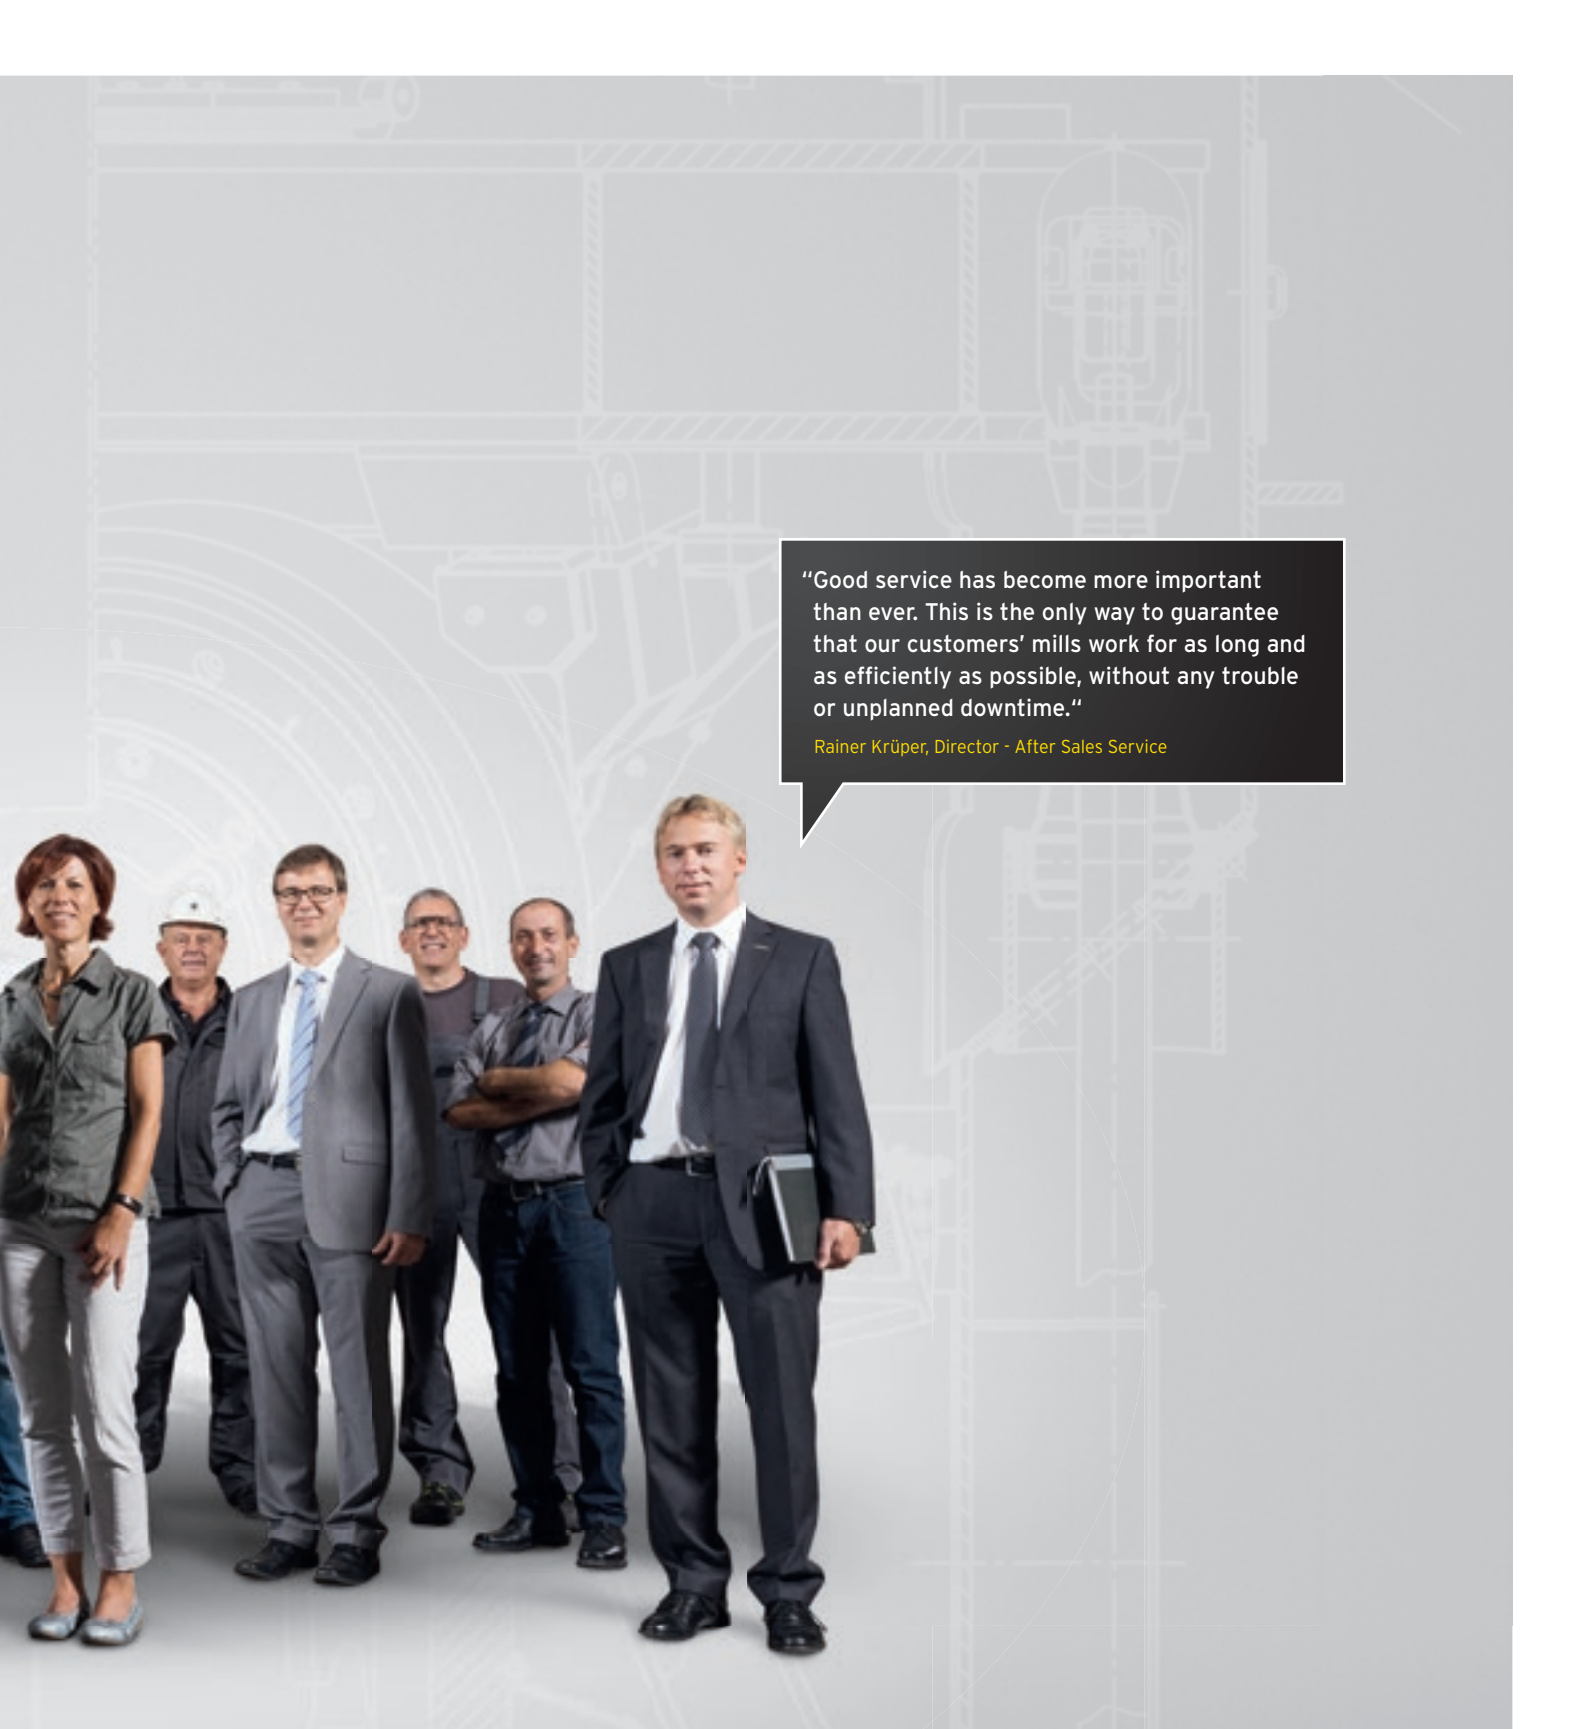 “Good service has become more important
than ever. This is the only way to guarantee
that our customers’ mills work for as long and
as efficiently as possible, without any trouble
or unplanned downtime.“
Rainer Krüper, Director - After Sales Service